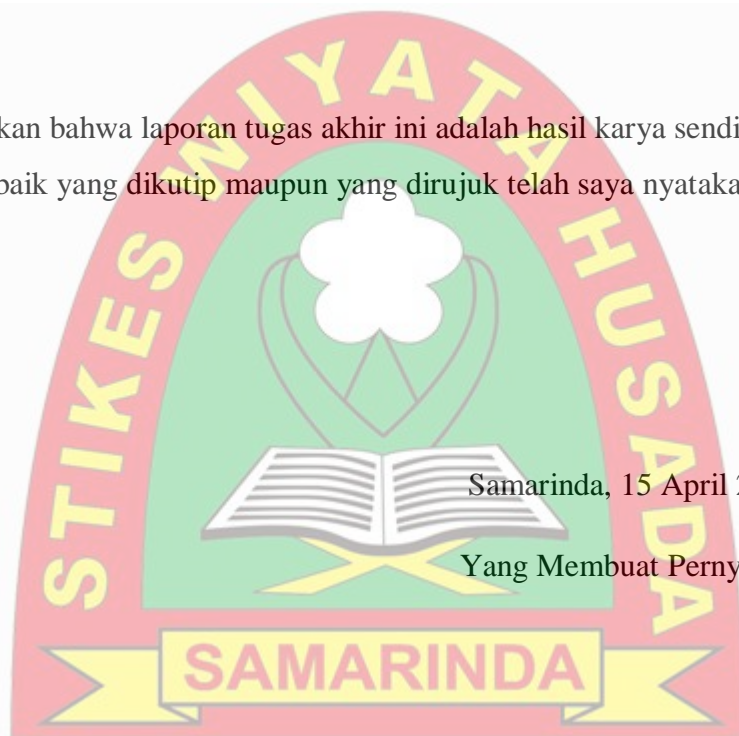 kan bahwa laporan tugas akhir ini adalah hasil karya sendi
baik yang dikutip maupun yang dirujuk telah saya nyataka
STIKES WIYATA HUSADA
Samarinda, 15 April
Yang Membuat Perny
SAMARINDA